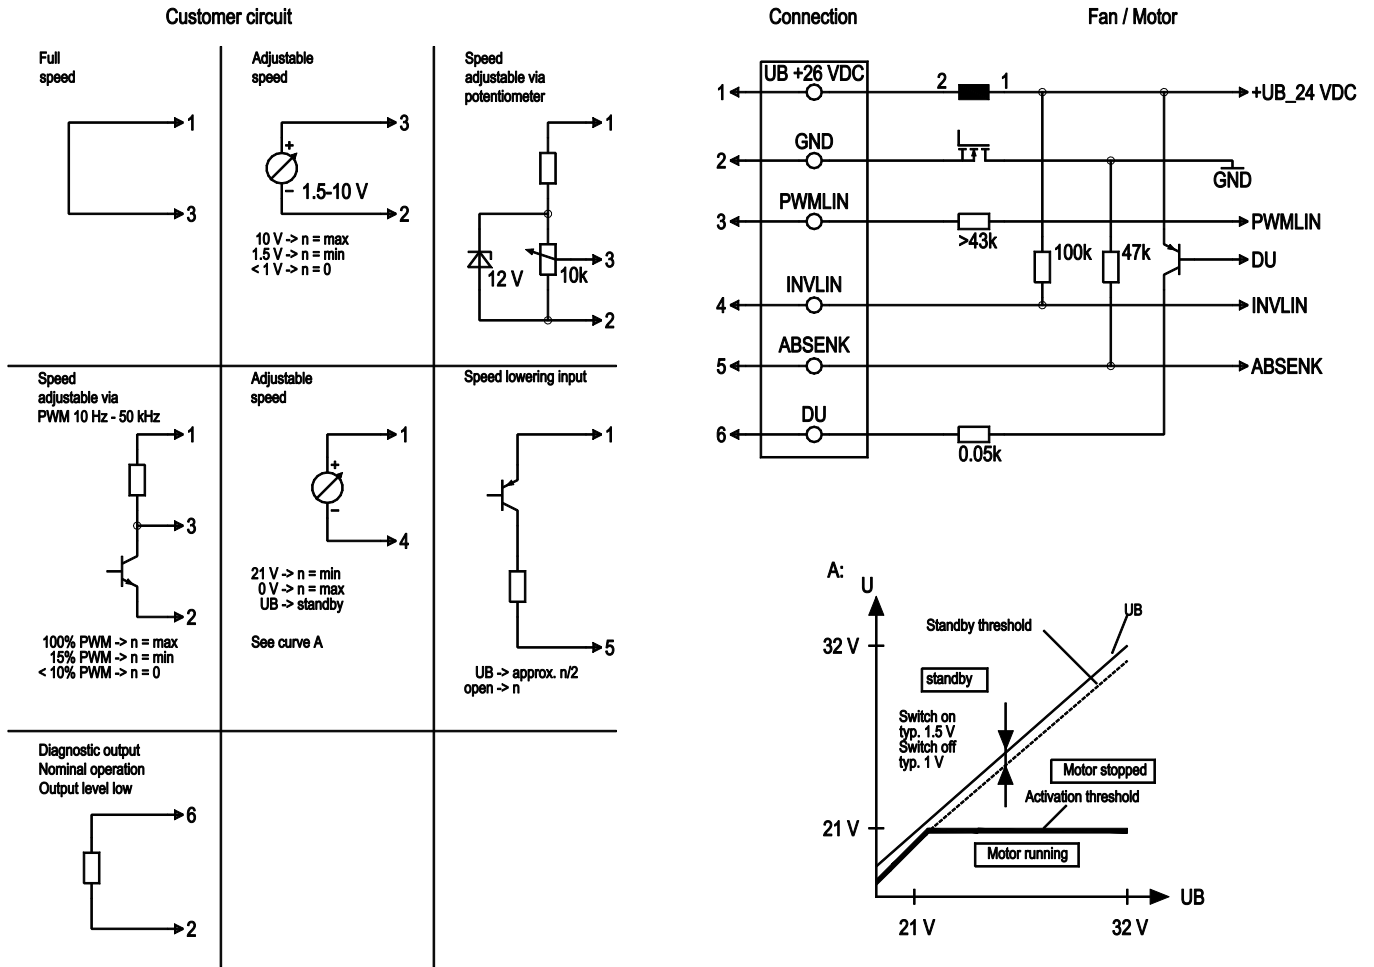 Customer circuit
Full
speed
1
3
Adjustable
speed
3
+
−
1.5-10 V
2
10 V -> n = max
1.5 V -> n = min
< 1 V -> n = 0
Speed
adjustable via
potentiometer
1
3
12 V
10k
2
Speed
adjustable via
PWM 10 Hz - 50 kHz
1
3
2
100% PWM -> n = max
15% PWM -> n = min
< 10% PWM -> n = 0
Adjustable
speed
1
+
−
4
21 V -> n = min
0 V -> n = max
UB -> standby
See curve A
Speed lowering input
1
5
UB -> approx. n/2
open -> n
Diagnostic output
Nominal operation
Output level low
6
2
Connection
Fan / Motor
1
UB +26 VDC
2
1
+UB_24 VDC
2
GND
GND
3
PWMLIN
>43k
PWMLIN
100k
47k
DU
4
INVLIN
INVLIN
5
ABSENK
ABSENK
6
DU
0.05k
A:
U
UB
Standby threshold
32 V
standby
Switch on
typ. 1.5 V
Switch off
typ. 1 V
Motor stopped
Activation threshold
21 V
Motor running
UB
21 V
32 V